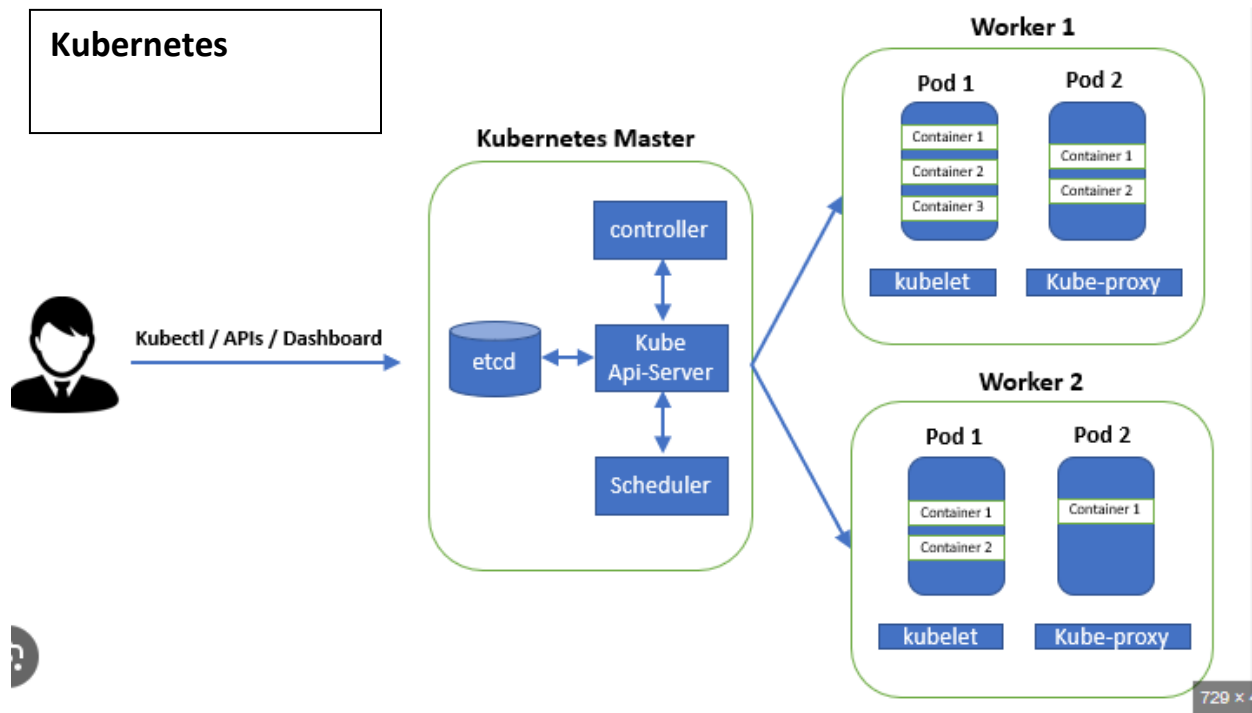 Kubernetes
Kubernetes Master
controller
Kube
Api-Server
etcd
Scheduler
Kubectl / APIs / Dashboard
Worker 1
Pod 1
Container 1
Container 2
Container 3
Pod 2
Container 1
Container 2
kubelet
Kube-proxy
Worker 2
Pod 1
Container 1
Container 2
Pod 2
Container 1
kubelet
Kube-proxy
729 ×